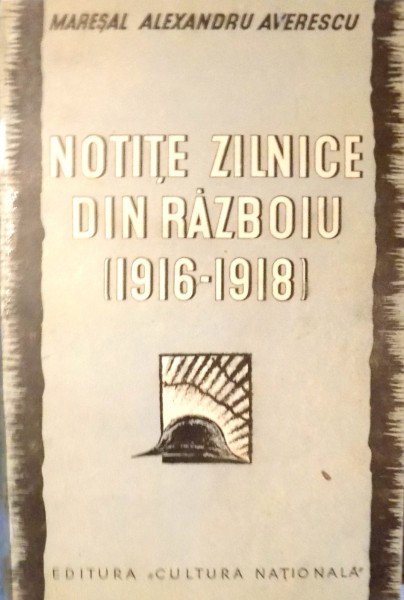 MAREȘAL ALEXANDRU AVERESCU
NOTIȚE ZILNICE
DIN RĂZBOIU
(1916-1918)
EDITURA „CULTURA NAȚIONALĂ"